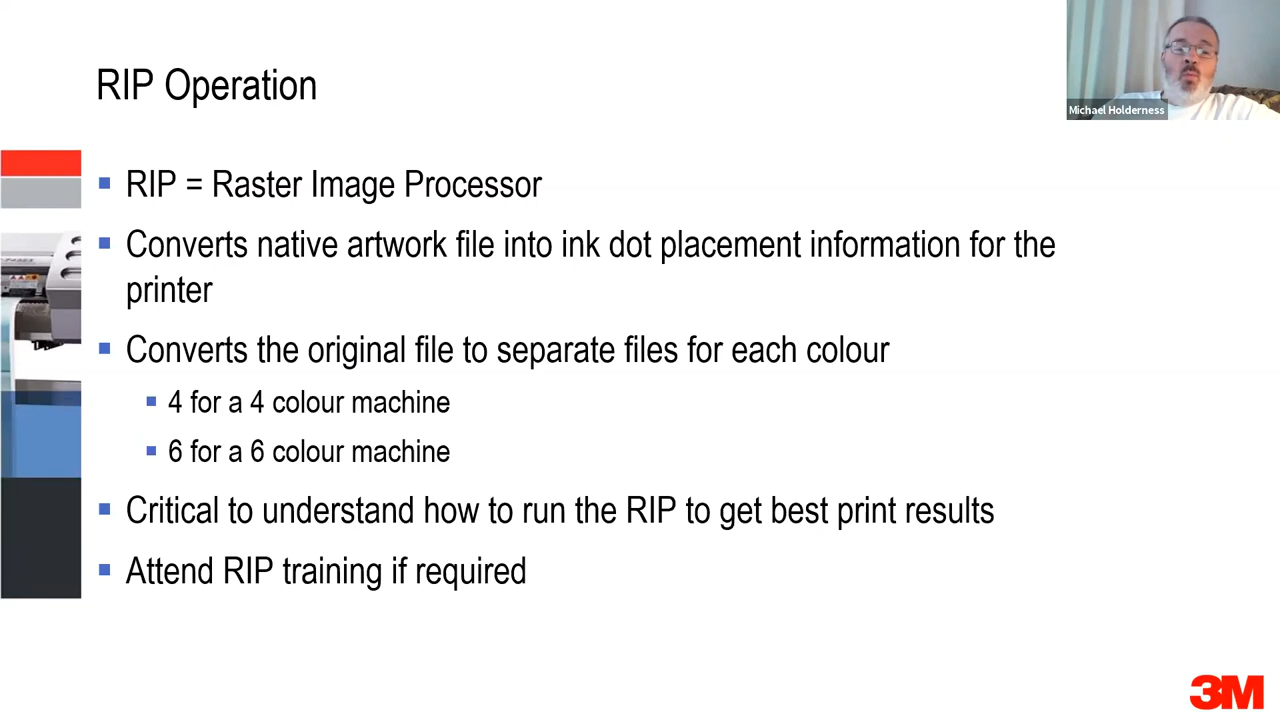 RIP Operation
Michael Holderness
RIP = Raster Image Processor
Converts native artwork file into ink dot placement information for the
printer
Converts the original file to separate files for each colour
4 for a 4 colour machine
6 for a 6 colour machine
Critical to understand how to run the RIP to get best print results
Attend RIP training if required
3M